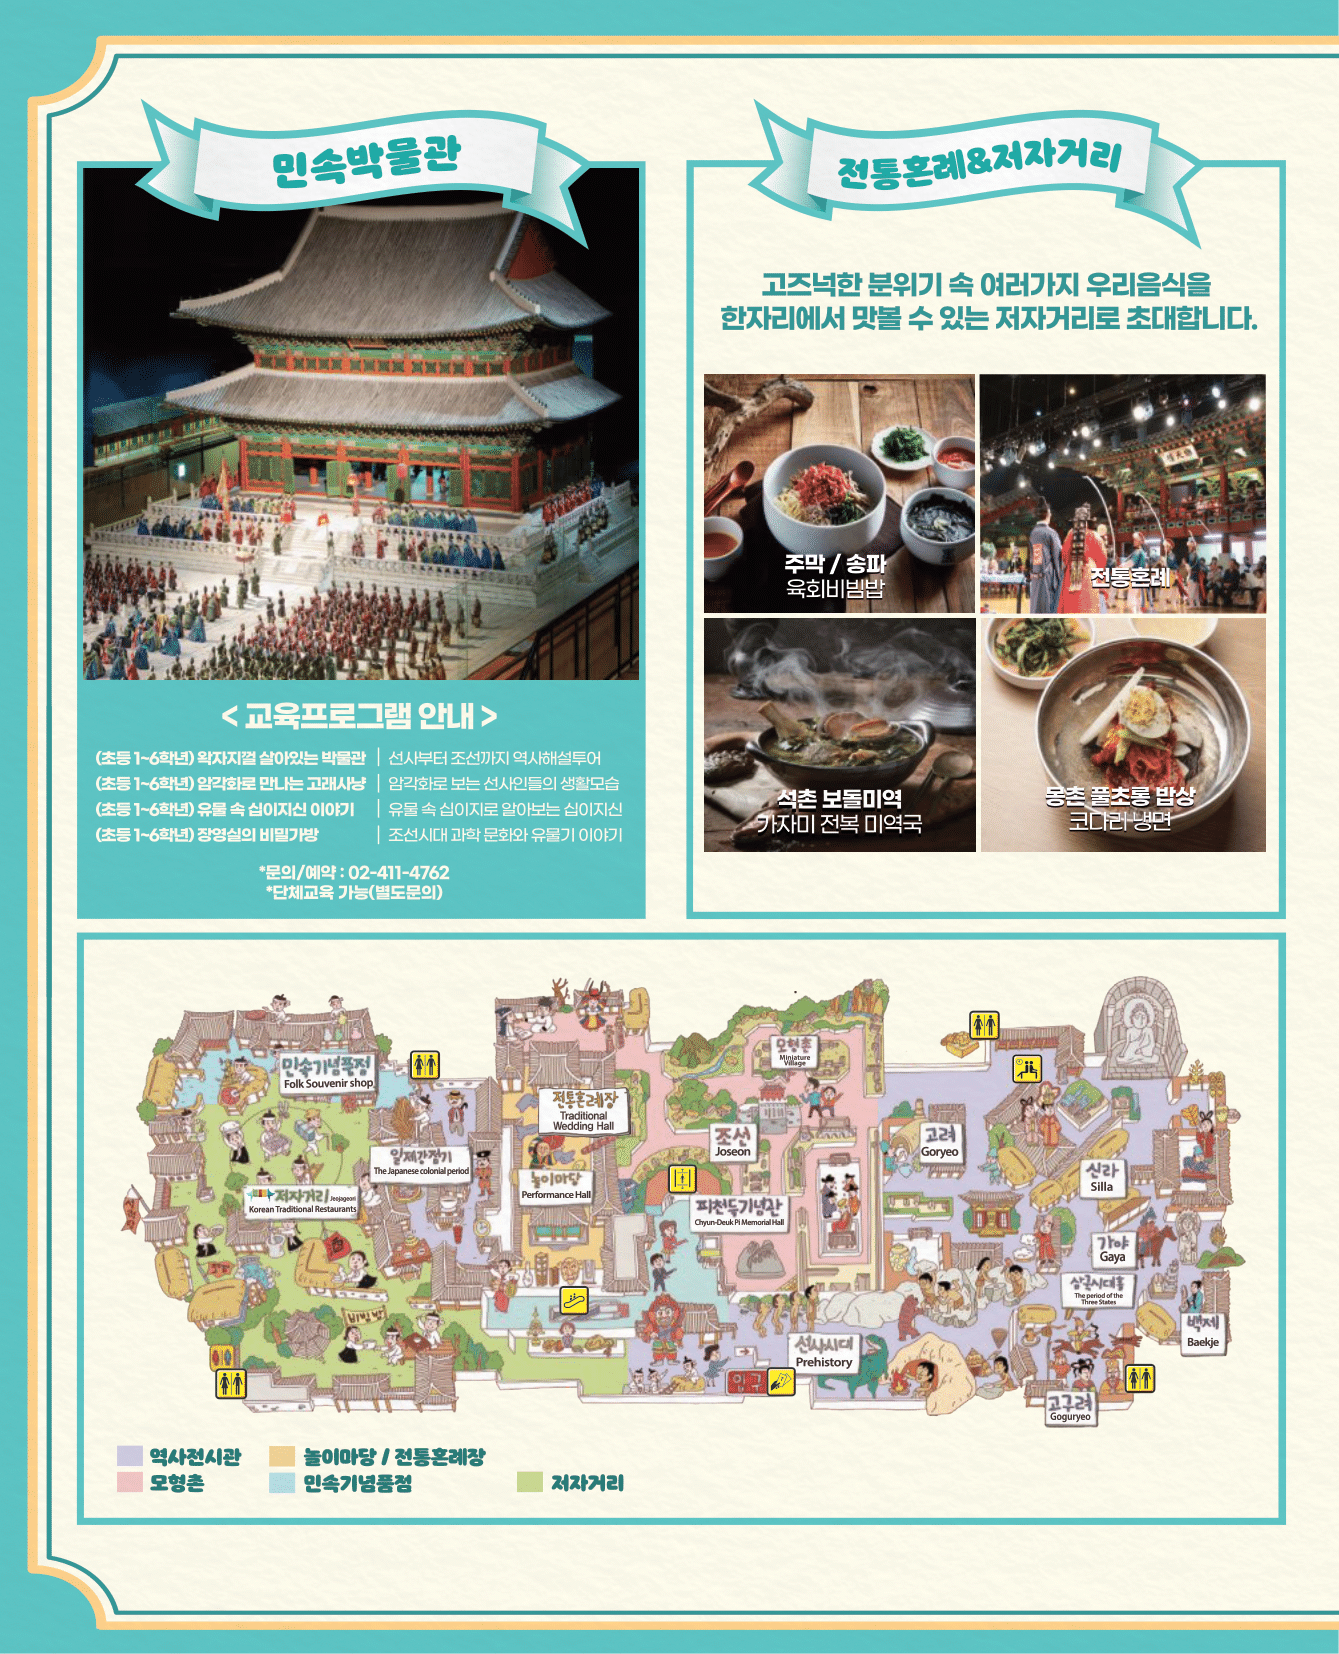 민속박물관
< 교육프로그램 안내 >
(초등 1~6학년) 왁자지껄 살아있는 박물관 | 선사부터 조선까지 역사해설투어
(초등 1~6학년) 암각화로 만나는 고래사냥 | 암각화로 보는 선사인들의 생활모습
(초등 1~6학년) 유물 속 십이지신 이야기 | 유물 속 십이지로 알아보는 십이지신
(초등 1~6학년) 장영실의 비밀가방 | 조선시대 과학 문화와 유물기 이야기
*문의/예약 : 02-411-4762
*단체교육 가능(별도문의)
전통혼례&저자거리
고즈넉한 분위기 속 여러가지 우리음식을
한자리에서 맛볼 수 있는 저자거리로 초대합니다.
주막 / 송파
육회비빔밥
전통혼례
석촌 보돌미역
가자미 전복 미역국
몽촌 풀초롱 밥상
코다리 냉면
민속기념품점
Folk Souvenir shop
전통혼례장
Traditional
Wedding Hall
모형촌
Miniature
Village
일제강점기
The Japanese colonial period
놀이마당
Performance Hall
조선
Joseon
고려
Goryeo
신라
Silla
저자거리 Jeojageori
Korean Traditional Restaurants
피천득기념관
Chyun-Deuk Pi Memorial Hall
가야
Gaya
삼국시대홀
The period of the
Three States
백제
Baekje
선사시대
Prehistory
고구려
Goguryeo
비빔밥
입구
역사전시관
놀이마당 / 전통혼례장
모형촌
민속기념품점
저자거리